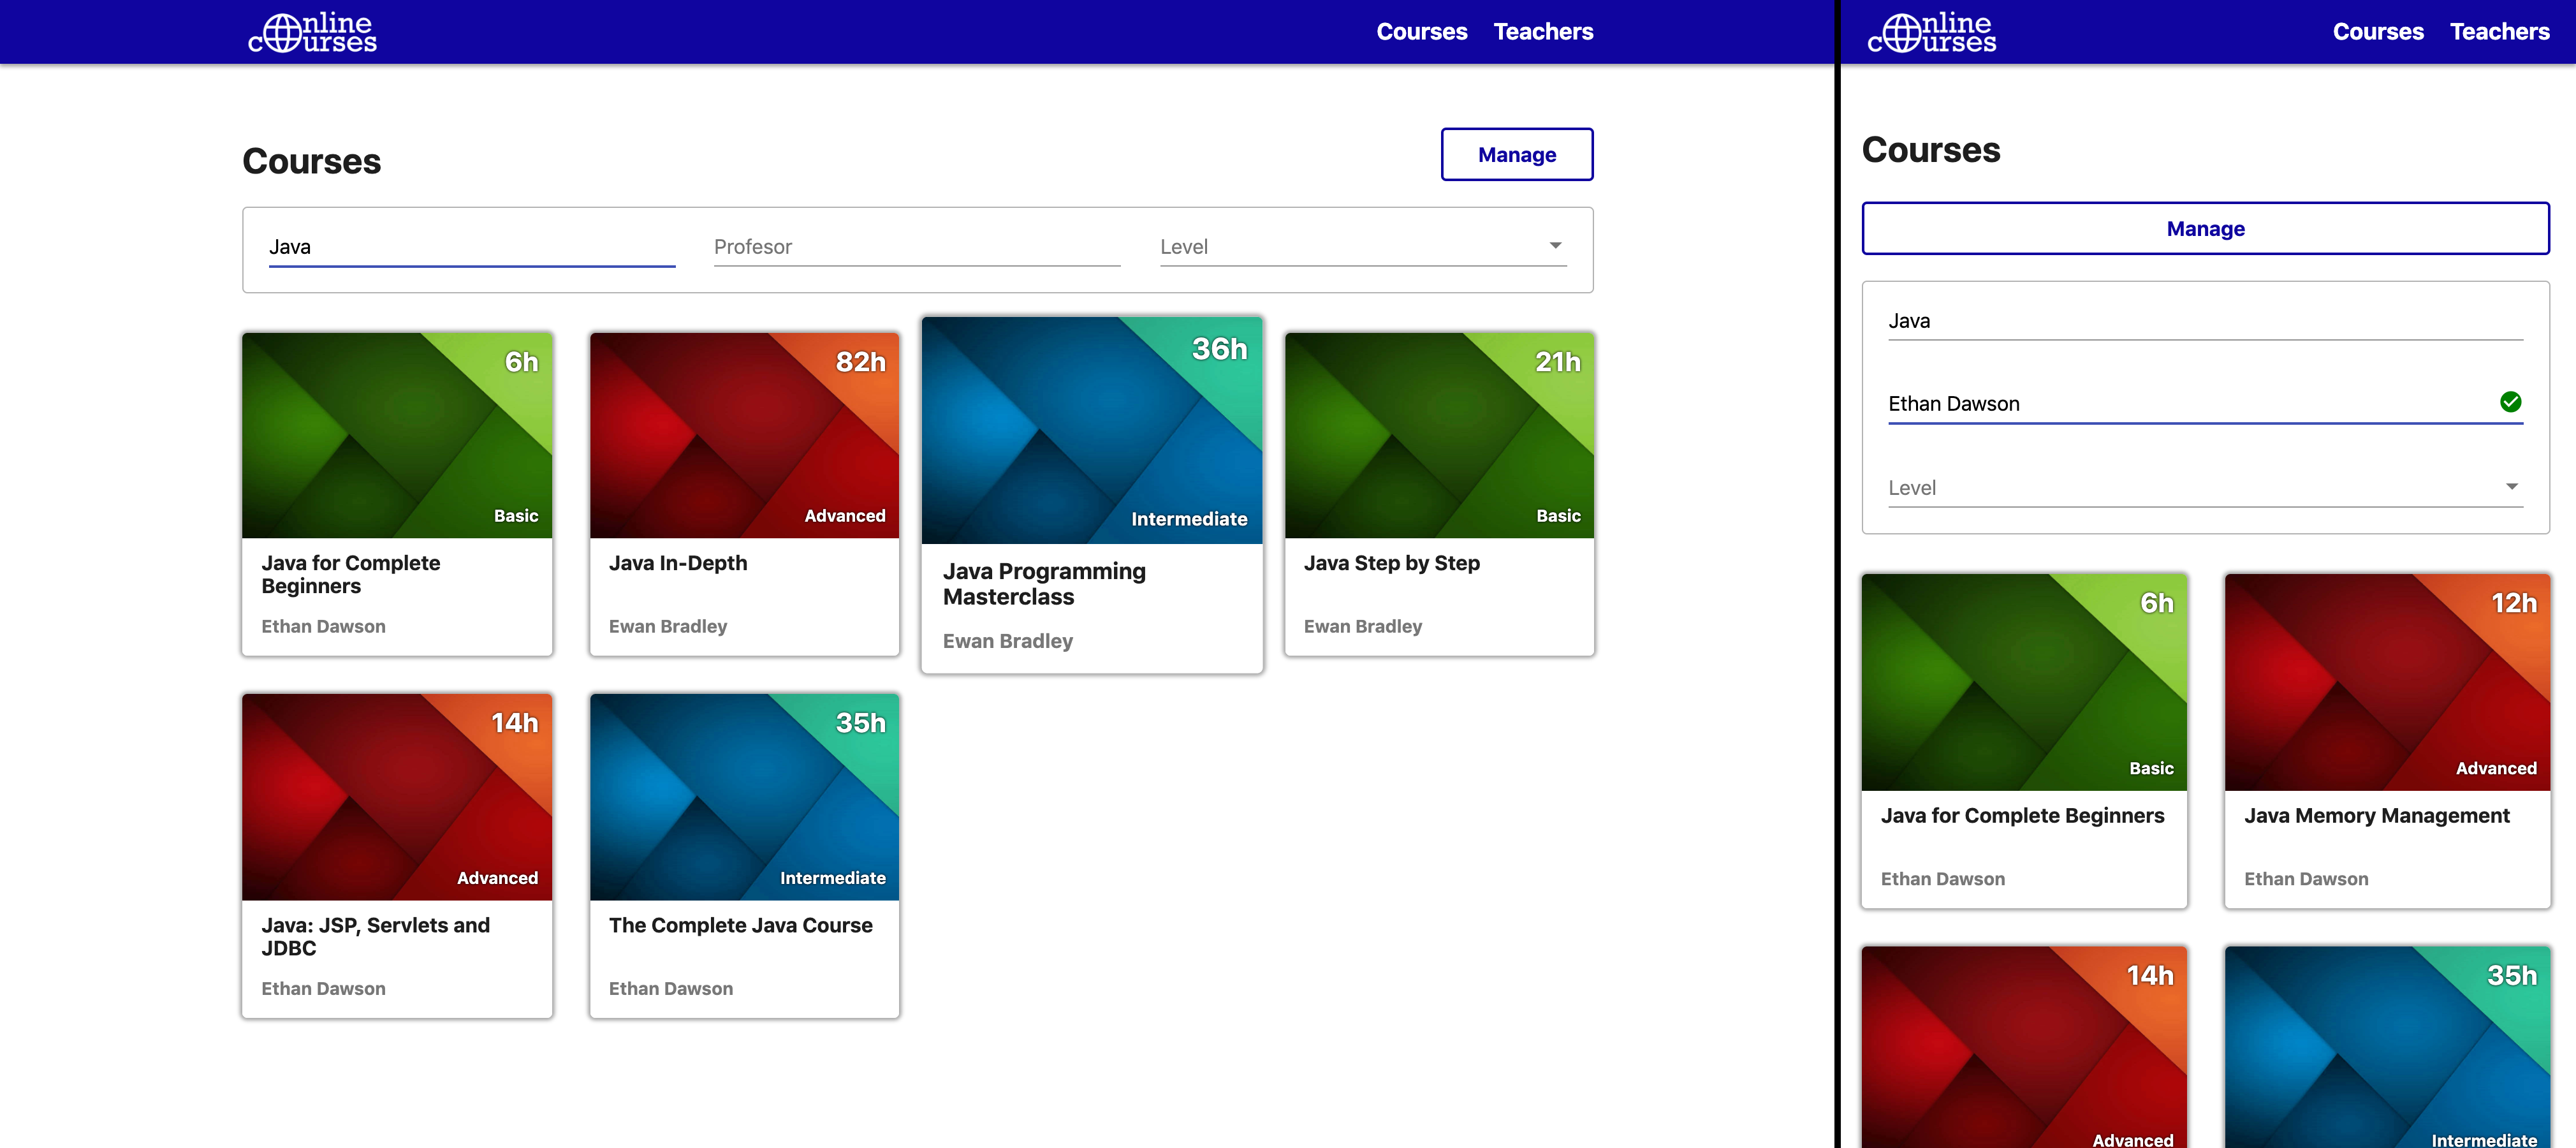 Online
courses
Courses Teachers
Courses
Manage
Java
Profesor
Level
6h
Basic
Java for Complete
Beginners
Ethan Dawson
82h
Advanced
Java In-Depth
Ewan Bradley
36h
Intermediate
Java Programming
Masterclass
Ewan Bradley
21h
Basic
Java Step by Step
Ewan Bradley
14h
Advanced
Java: JSP, Servlets and
JDBC
Ethan Dawson
35h
Intermediate
The Complete Java Course
Ethan Dawson
Online
courses
Courses Teachers
Courses
Manage
Java
Ethan Dawson
Level
6h
Basic
Java for Complete Beginners
Ethan Dawson
12h
Advanced
Java Memory Management
Ethan Dawson
14h
Advanced
35h
Intermediate